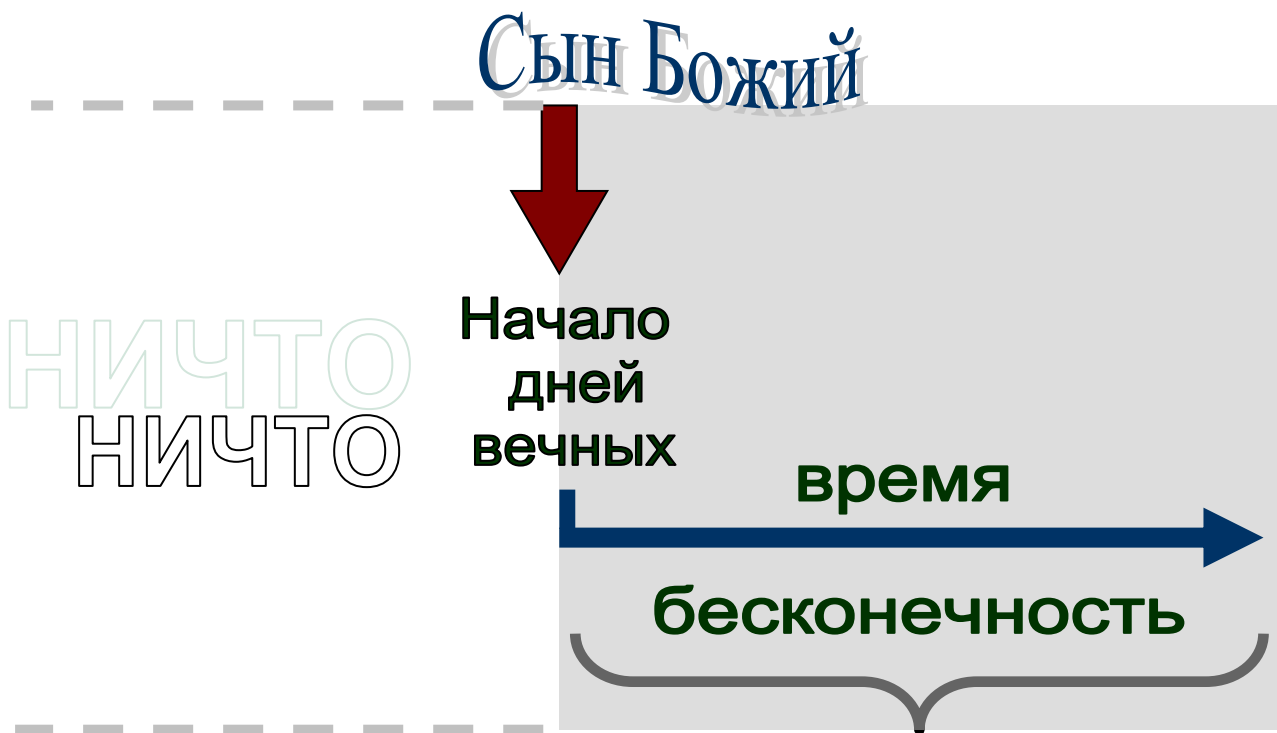 Сын Божий
Начало
дней
вечных
НИЧТО
НИЧТО
время
бесконечность